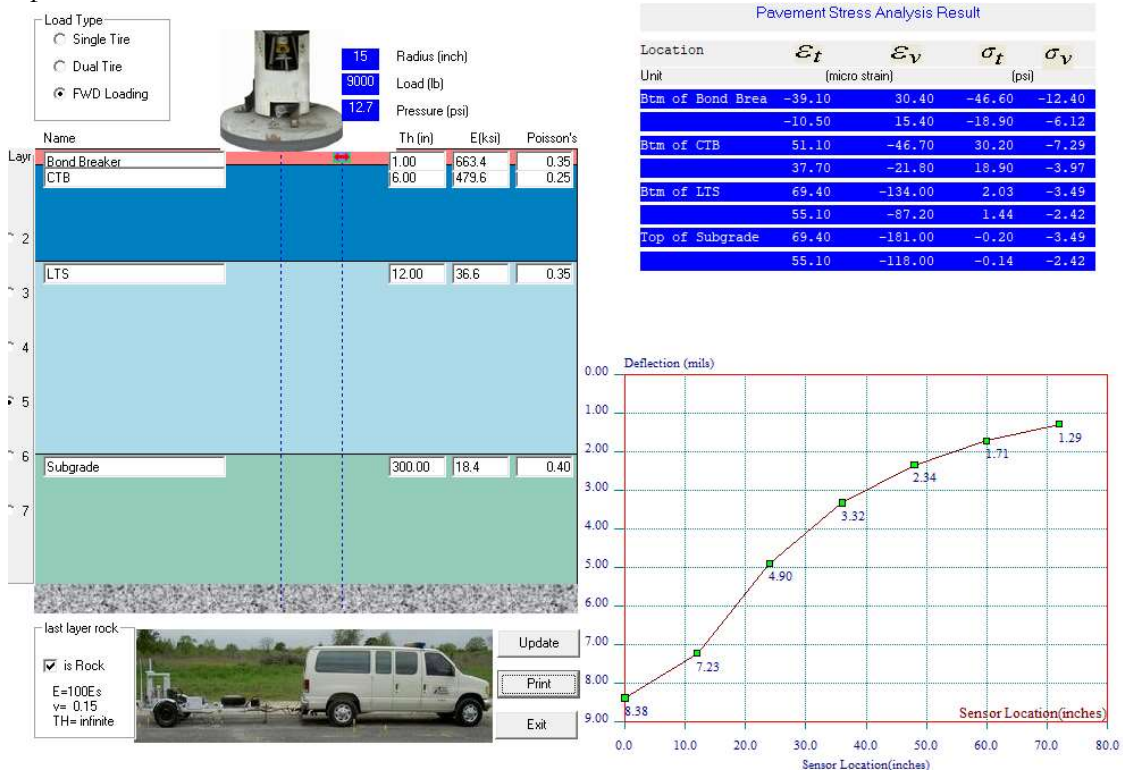 Load Type
Single Tire
Dual Tire
FWD Loading
15 Radius (inch)
9000 Load (lb)
12.7 Pressure (psi)
Name Th (in) E(ksi) Poisson's
Layr
Bond Breaker 1.00 663.4 0.35
CTB 6.00 479.6 0.25
2
LTS 12.00 36.6 0.35
3
4
5
6
Subgrade 300.00 18.4 0.40
7
last layer rock
is Rock
E=100Es
v= 0.15
TH= infinite
Update
Print
Exit
Pavement Stress Analysis Result
Location εt εv σt σv
Unit (micro strain) (psi)
Btm of Bond Brea -39.10 30.40 -46.60 -12.40
-10.50 15.40 -18.90 -6.12
Btm of CTB 51.10 -46.70 30.20 -7.29
37.70 -21.80 18.90 -3.97
Btm of LTS 69.40 -134.00 2.03 -3.49
55.10 -87.20 1.44 -2.42
Top of Subgrade 69.40 -181.00 -0.20 -3.49
55.10 -118.00 -0.14 -2.42
Deflection (mils)
0.00
1.00
2.00
3.00
4.00
5.00
6.00
7.00
8.00
9.00
8.38
7.23
4.90
3.32
2.34
1.71
1.29
Sensor Location(inches)
0.0 10.0 20.0 30.0 40.0 50.0 60.0 70.0 80.0
Sensor Location(inches)